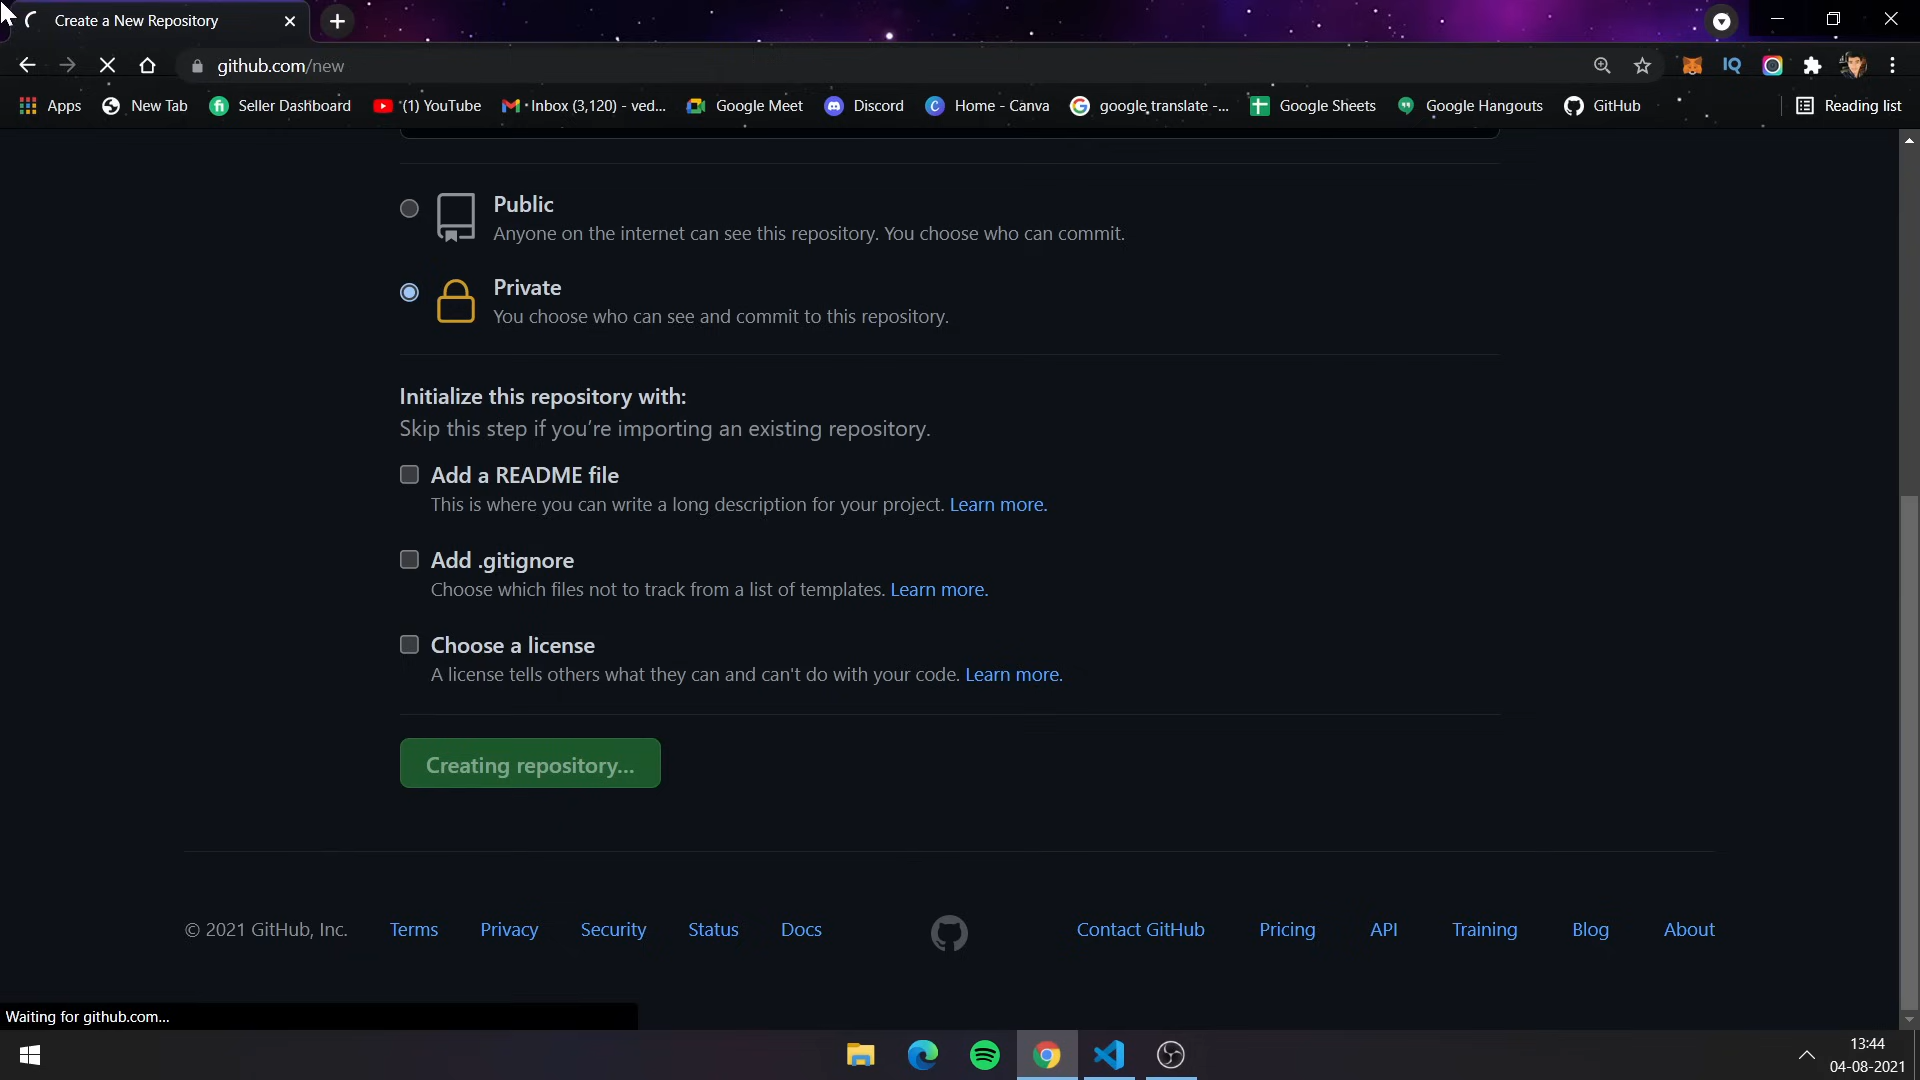 Create a New Repository
github.com/new
Apps New Tab Seller Dashboard (1) YouTube Inbox (3,120) - ved... Google Meet Discord Home - Canva google translate -... Google Sheets Google Hangouts GitHub Reading list
Public
Anyone on the internet can see this repository. You choose who can commit.
Private
You choose who can see and commit to this repository.
Initialize this repository with:
Skip this step if you’re importing an existing repository.
Add a README file
This is where you can write a long description for your project. Learn more.
Add .gitignore
Choose which files not to track from a list of templates. Learn more.
Choose a license
A license tells others what they can and can't do with your code. Learn more.
Creating repository...
© 2021 GitHub, Inc. Terms Privacy Security Status Docs Contact GitHub Pricing API Training Blog About
Waiting for github.com...
13:44
04-08-2021